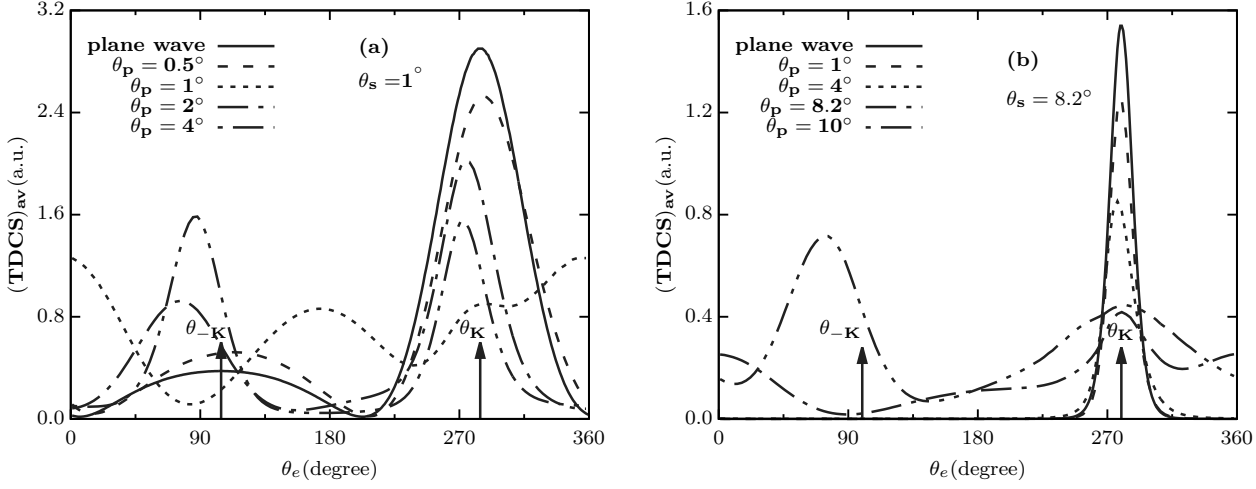 (TDCS)av(a.u.)
3.2
2.4
1.6
0.8
0.0
plane wave
θp = 0.5°
θp = 1°
θp = 2°
θp = 4°
(a)
θs =1°
θ−K
θK
0 90 180 270 360
θe(degree)
(TDCS)av(a.u.)
1.6
1.2
0.8
0.4
0.0
plane wave
θp = 1°
θp = 4°
θp = 8.2°
θp = 10°
(b)
θs = 8.2°
θ−K
θK
0 90 180 270 360
θe(degree)